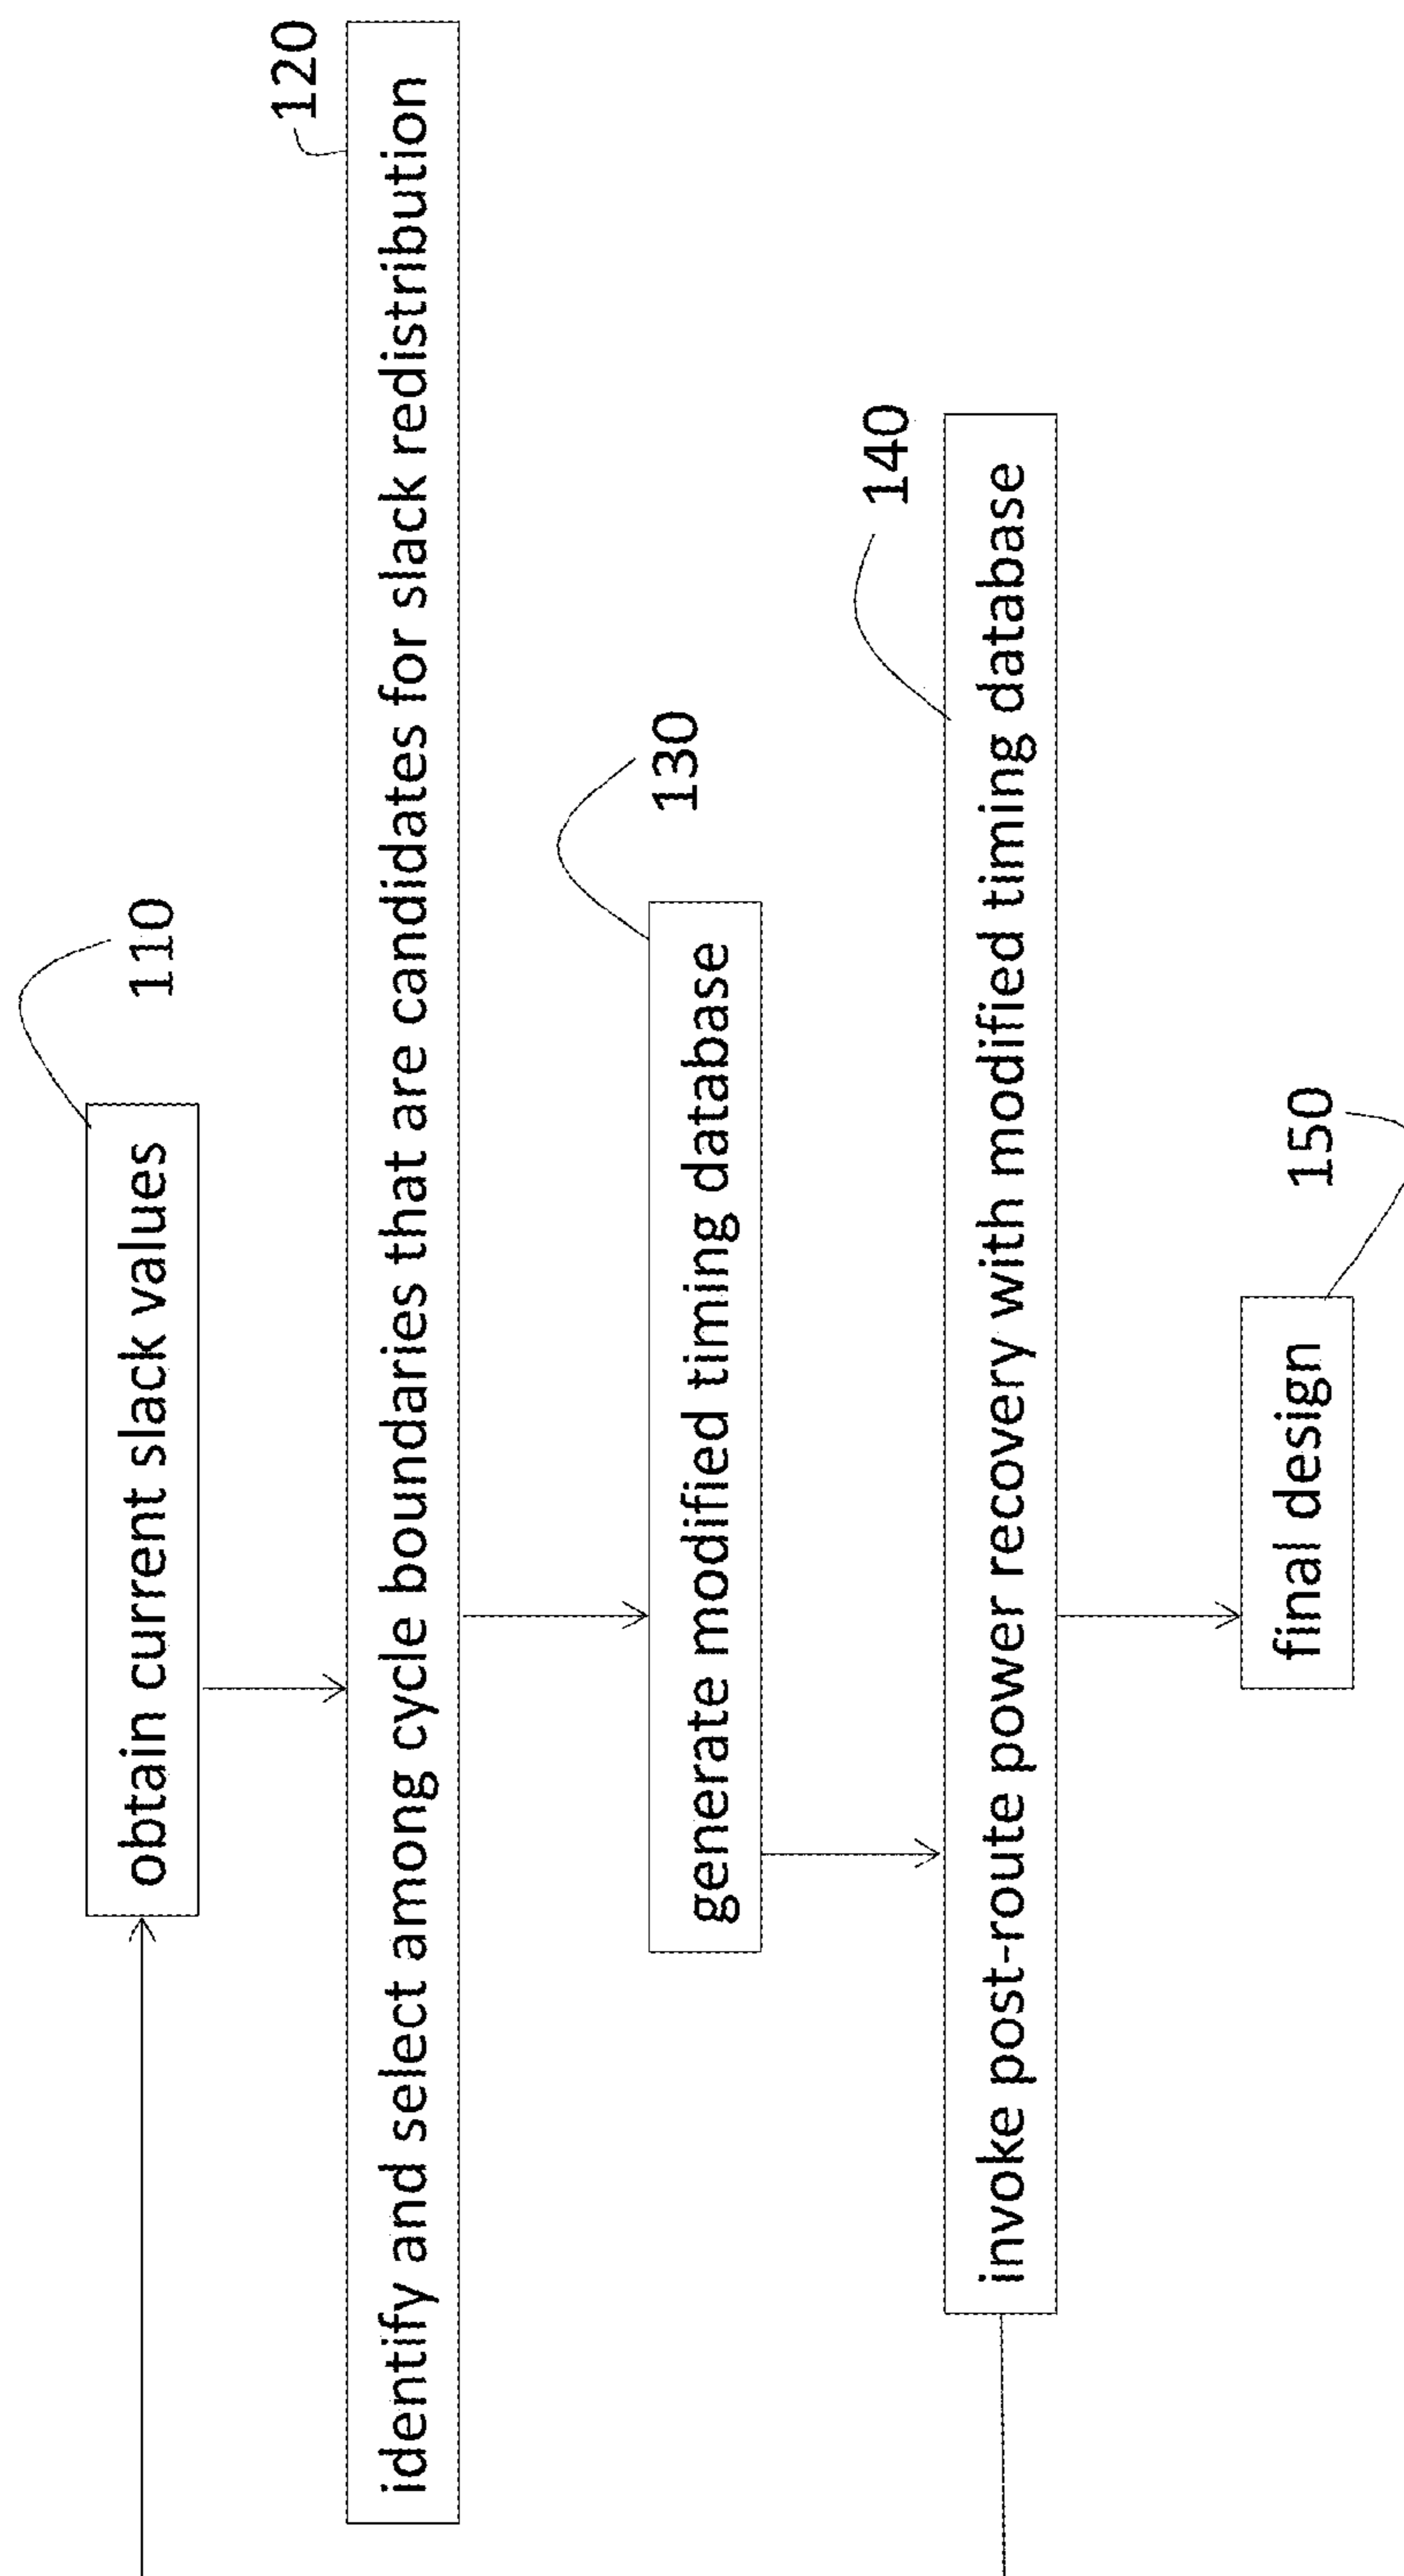 110
obtain current slack values
120
identify and select among cycle boundaries that are candidates for slack redistribution
130
generate modified timing database
140
invoke post-route power recovery with modified timing database
150
final design